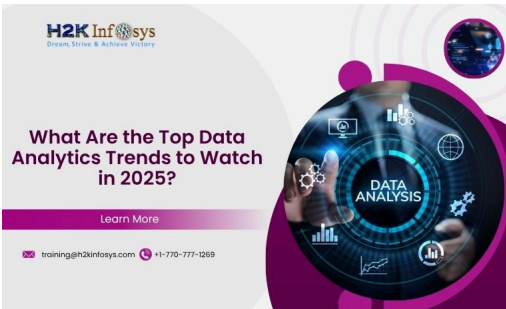 H2K Infosys
Dream, Strive & Achieve Victory
What Are the Top Data
Analytics Trends to Watch
in 2025?
Learn More
training@h2kinfosys.com +1-770-777-1269
DATA
ANALYSIS